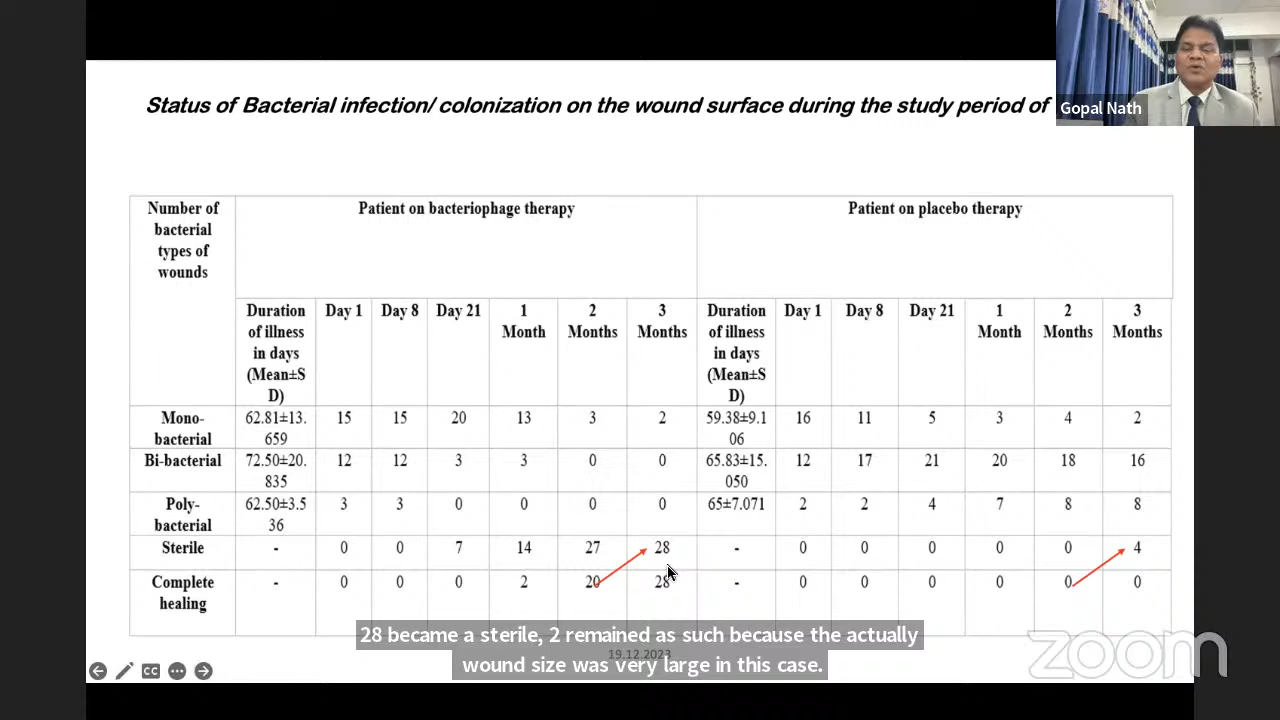 Status of Bacterial infection/ colonization on the wound surface during the study period of
Gopal Nath
Number of bacterial types of wounds
Patient on bacteriophage therapy
Patient on placebo therapy
Duration of illness in days (Mean±SD) Day 1 Day 8 Day 21 1 Month 2 Months 3 Months Duration of illness in days (Mean±SD) Day 1 Day 8 Day 21 1 Month 2 Months 3 Months
Mono-bacterial 62.81±13.659 15 15 20 13 3 2 59.38±9.106 16 11 5 3 4 2
Bi-bacterial 72.50±20.835 12 12 3 3 0 0 65.83±15.050 12 17 21 20 18 16
Poly-bacterial 62.50±3.536 3 3 0 0 0 0 65±7.071 2 2 4 7 8 8
Sterile - 0 0 7 14 27 28 - 0 0 0 0 0 4
Complete healing - 0 0 0 2 20 28 - 0 0 0 0 0 0
28 became a sterile, 2 remained as such because the actually
wound size was very large in this case.
19.12.2023
CC
zoom